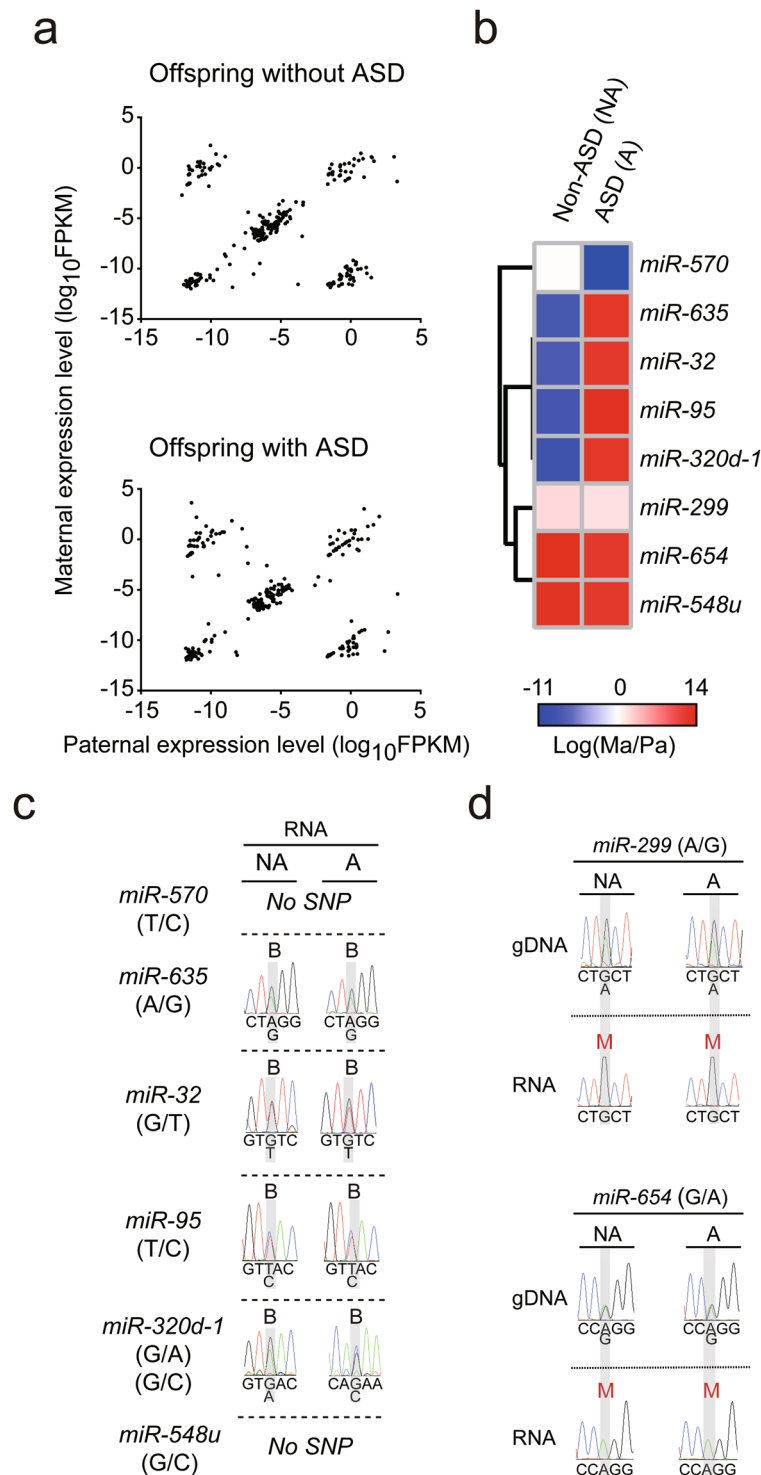 a
Offspring without ASD
5
0
-5
-10
-15
-15
-10
-5
0
5
Offspring with ASD
5
0
-5
-10
-15
-15
-10
-5
0
5
Maternal expression level (log10FPKM)
Paternal expression level (log10FPKM)
b
Non-ASD (NA)
ASD (A)
miR-570
miR-635
miR-32
miR-95
miR-320d-1
miR-299
miR-654
miR-548u
-11 0 14
Log(Ma/Pa)
c
RNA
NA A
miR-570
(T/C)
No SNP
miR-635
(A/G)
B B
CTAGG CTAGG
G G
miR-32
(G/T)
B B
GTGTC GTGTC
T T
miR-95
(T/C)
B B
GTTAC GTTAC
C C
miR-320d-1
(G/A)
(G/C)
B B
GTGAC CAGAA
A C
miR-548u
(G/C)
No SNP
d
miR-299 (A/G)
NA A
gDNA
CTGCT CTGCT
A A
M M
RNA
CTGCT CTGCT
miR-654 (G/A)
NA A
gDNA
CCAGG CCAGG
G G
M M
RNA
CCAGG CCAGG